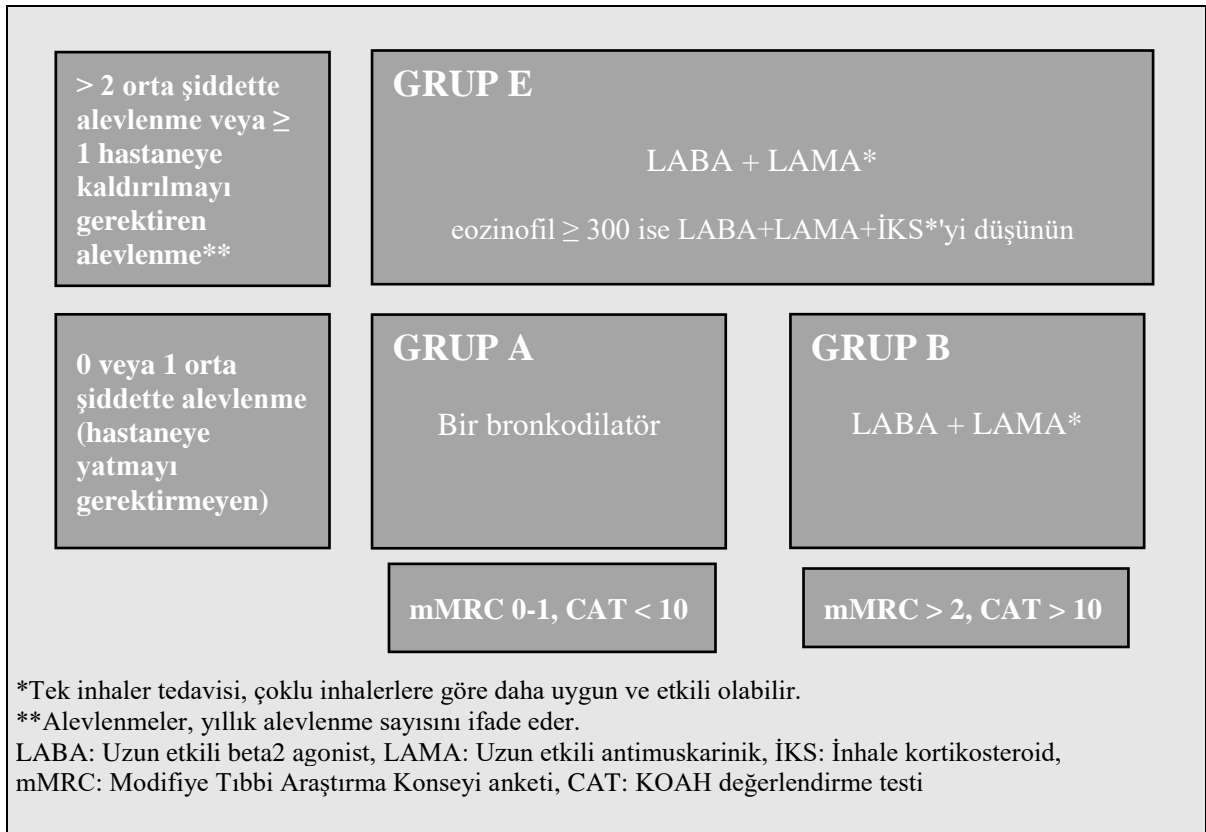 > 2 orta şiddette
alevlenme veya ≥
1 hastaneye
kaldırılmayı
gerektiren
alevlenme**
GRUP E
LABA + LAMA*
eozinofil ≥ 300 ise LABA+LAMA+İKS*'yi düşünün
0 veya 1 orta
şiddette alevlenme
(hastaneye
yatmayı
gerektirmeyen)
GRUP A
Bir bronkodilatör
GRUP B
LABA + LAMA*
mMRC 0-1, CAT < 10
mMRC > 2, CAT > 10
*Tek inhaler tedavisi, çoklu inhalerlere göre daha uygun ve etkili olabilir.
**Alevlenmeler, yıllık alevlenme sayısını ifade eder.
LABA: Uzun etkili beta2 agonist, LAMA: Uzun etkili antimuskarinik, İKS: İnhale kortikosteroid,
mMRC: Modifiye Tıbbi Araştırma Konseyi anketi, CAT: KOAH değerlendirme testi